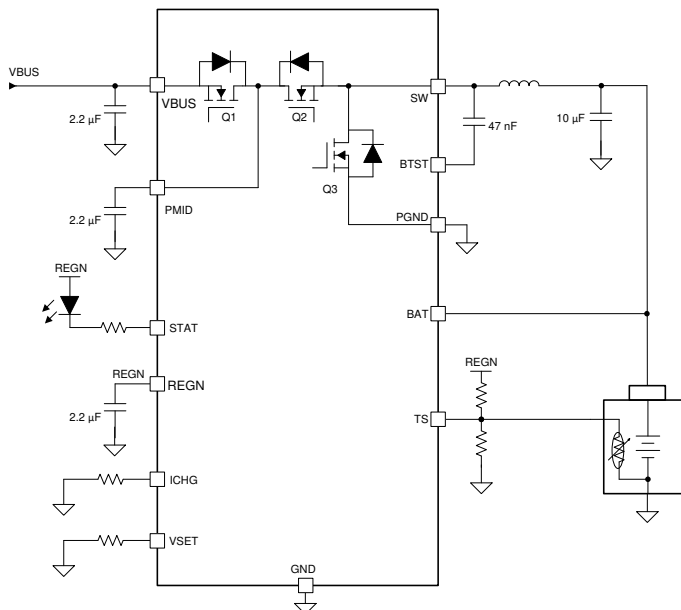 VBUS
VBUS
Q1
Q2
SW
2.2 µF
47 nF
10 µF
BTST
Q3
2.2 µF
PMID
PGND
REGN
STAT
BAT
REGN
REGN
REGN
2.2 µF
TS
ICHG
VSET
GND